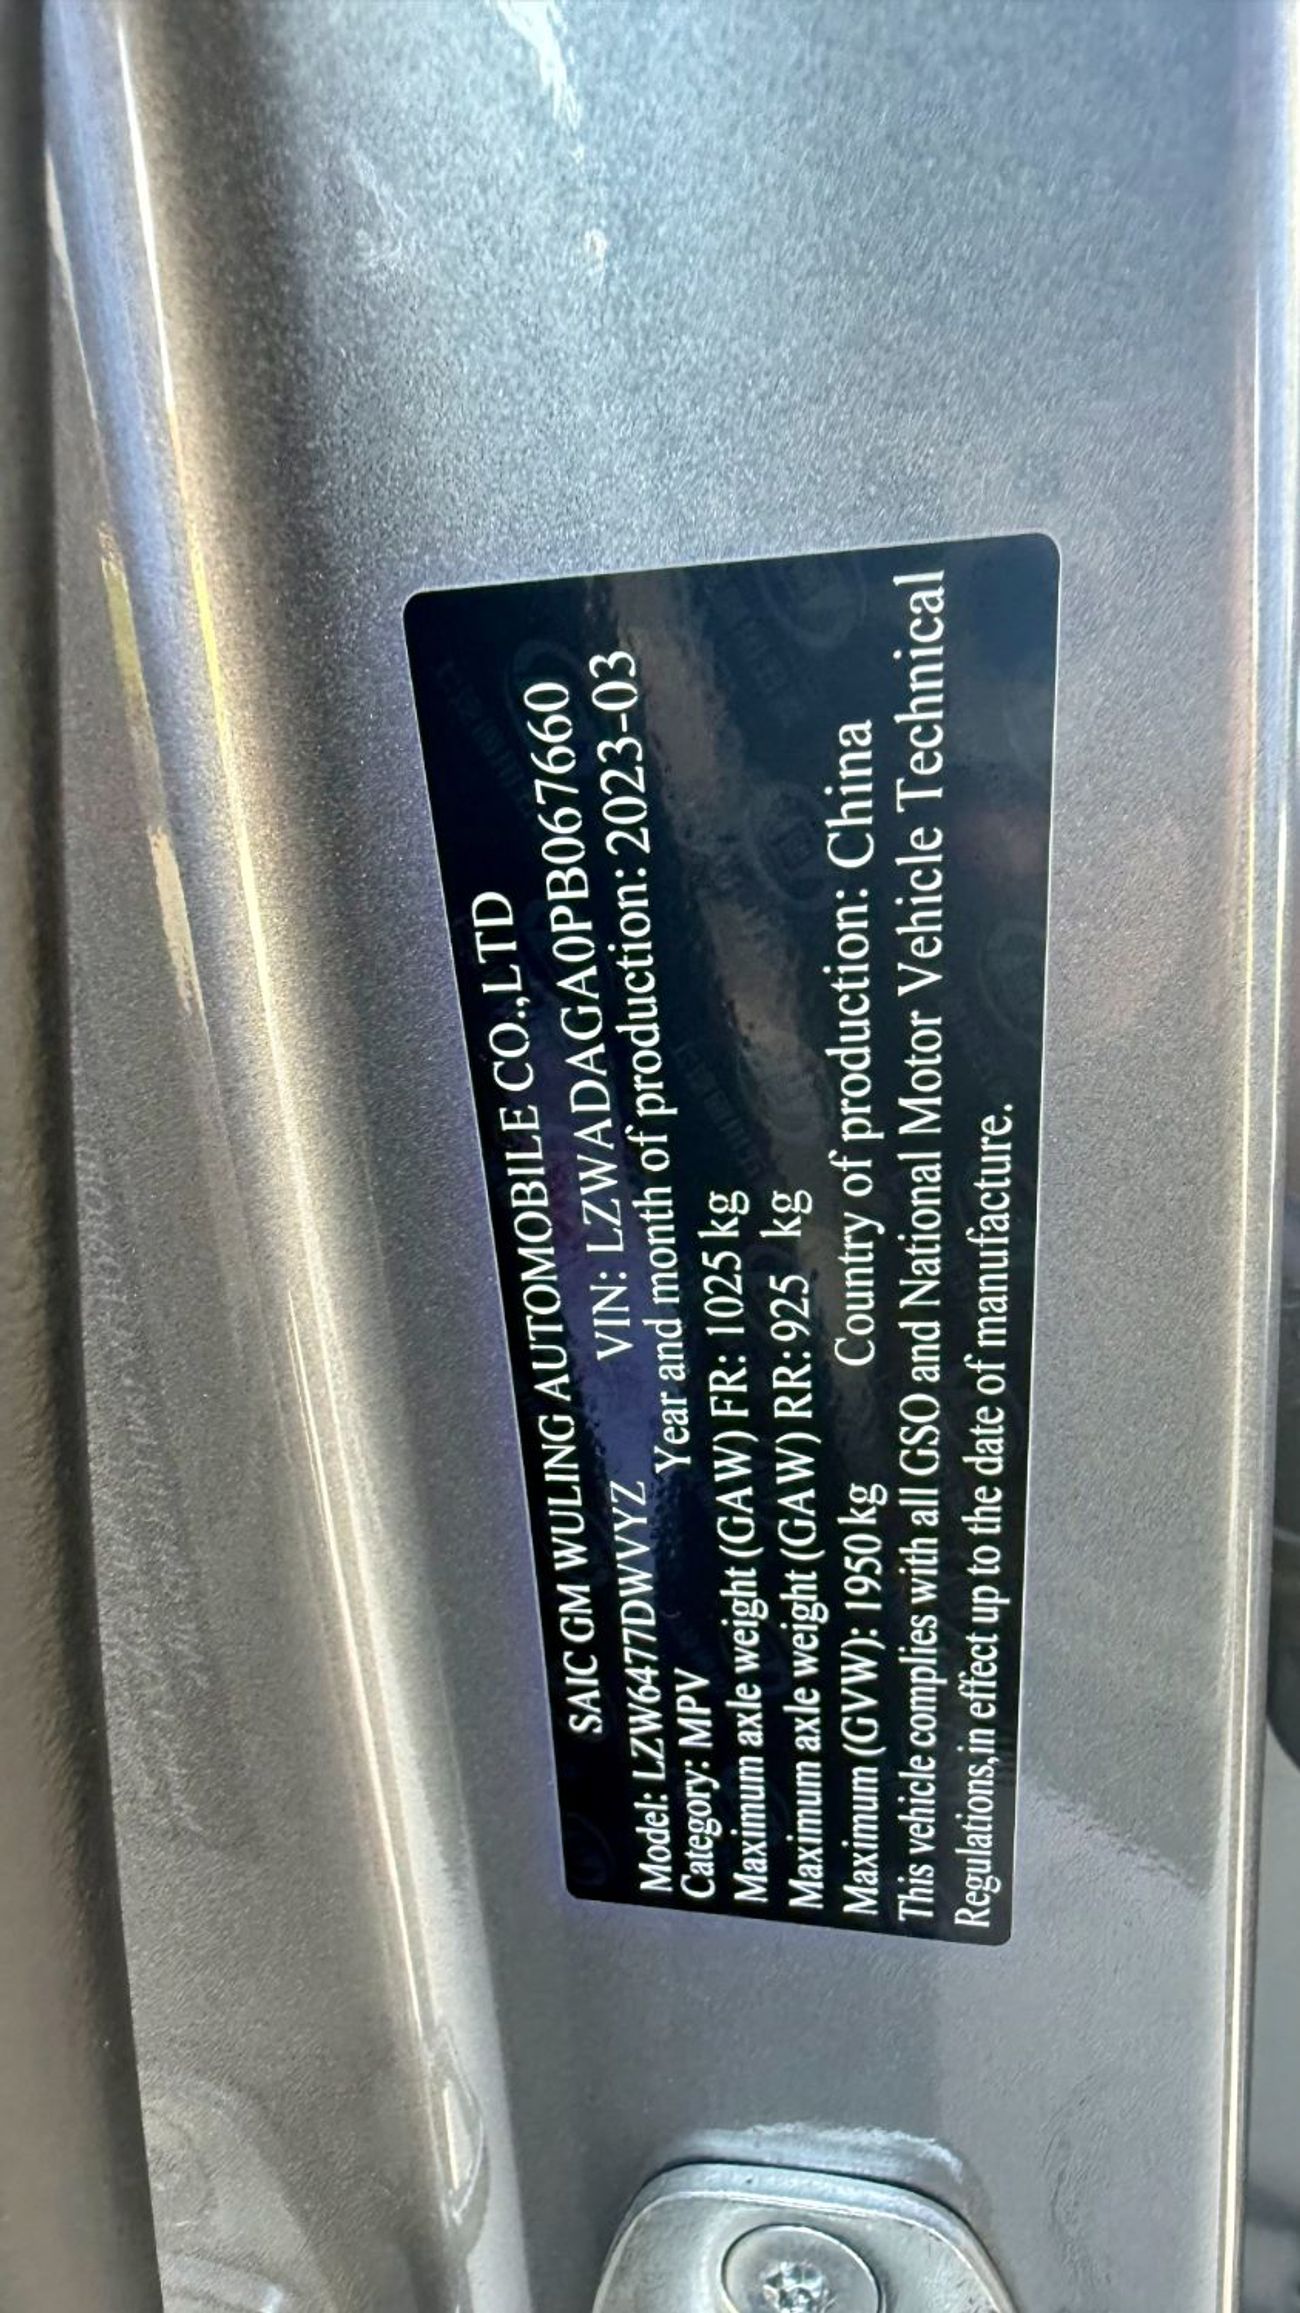 SAIC GM WULING AUTOMOBILE CO.,LTD
Model: LZW6477DWVYZ VIN: LZWADAGA0PB067660
Category: MPV Year and month of production: 2023-03
Maximum axle weight (GAW) FR: 1025 kg
Maximum axle weight (GAW) RR: 925 kg
Maximum (GVW): 1950 kg Country of production: China
This vehicle complies with all GSO and National Motor Vehicle Technical
Regulations,in effect up to the date of manufacture.